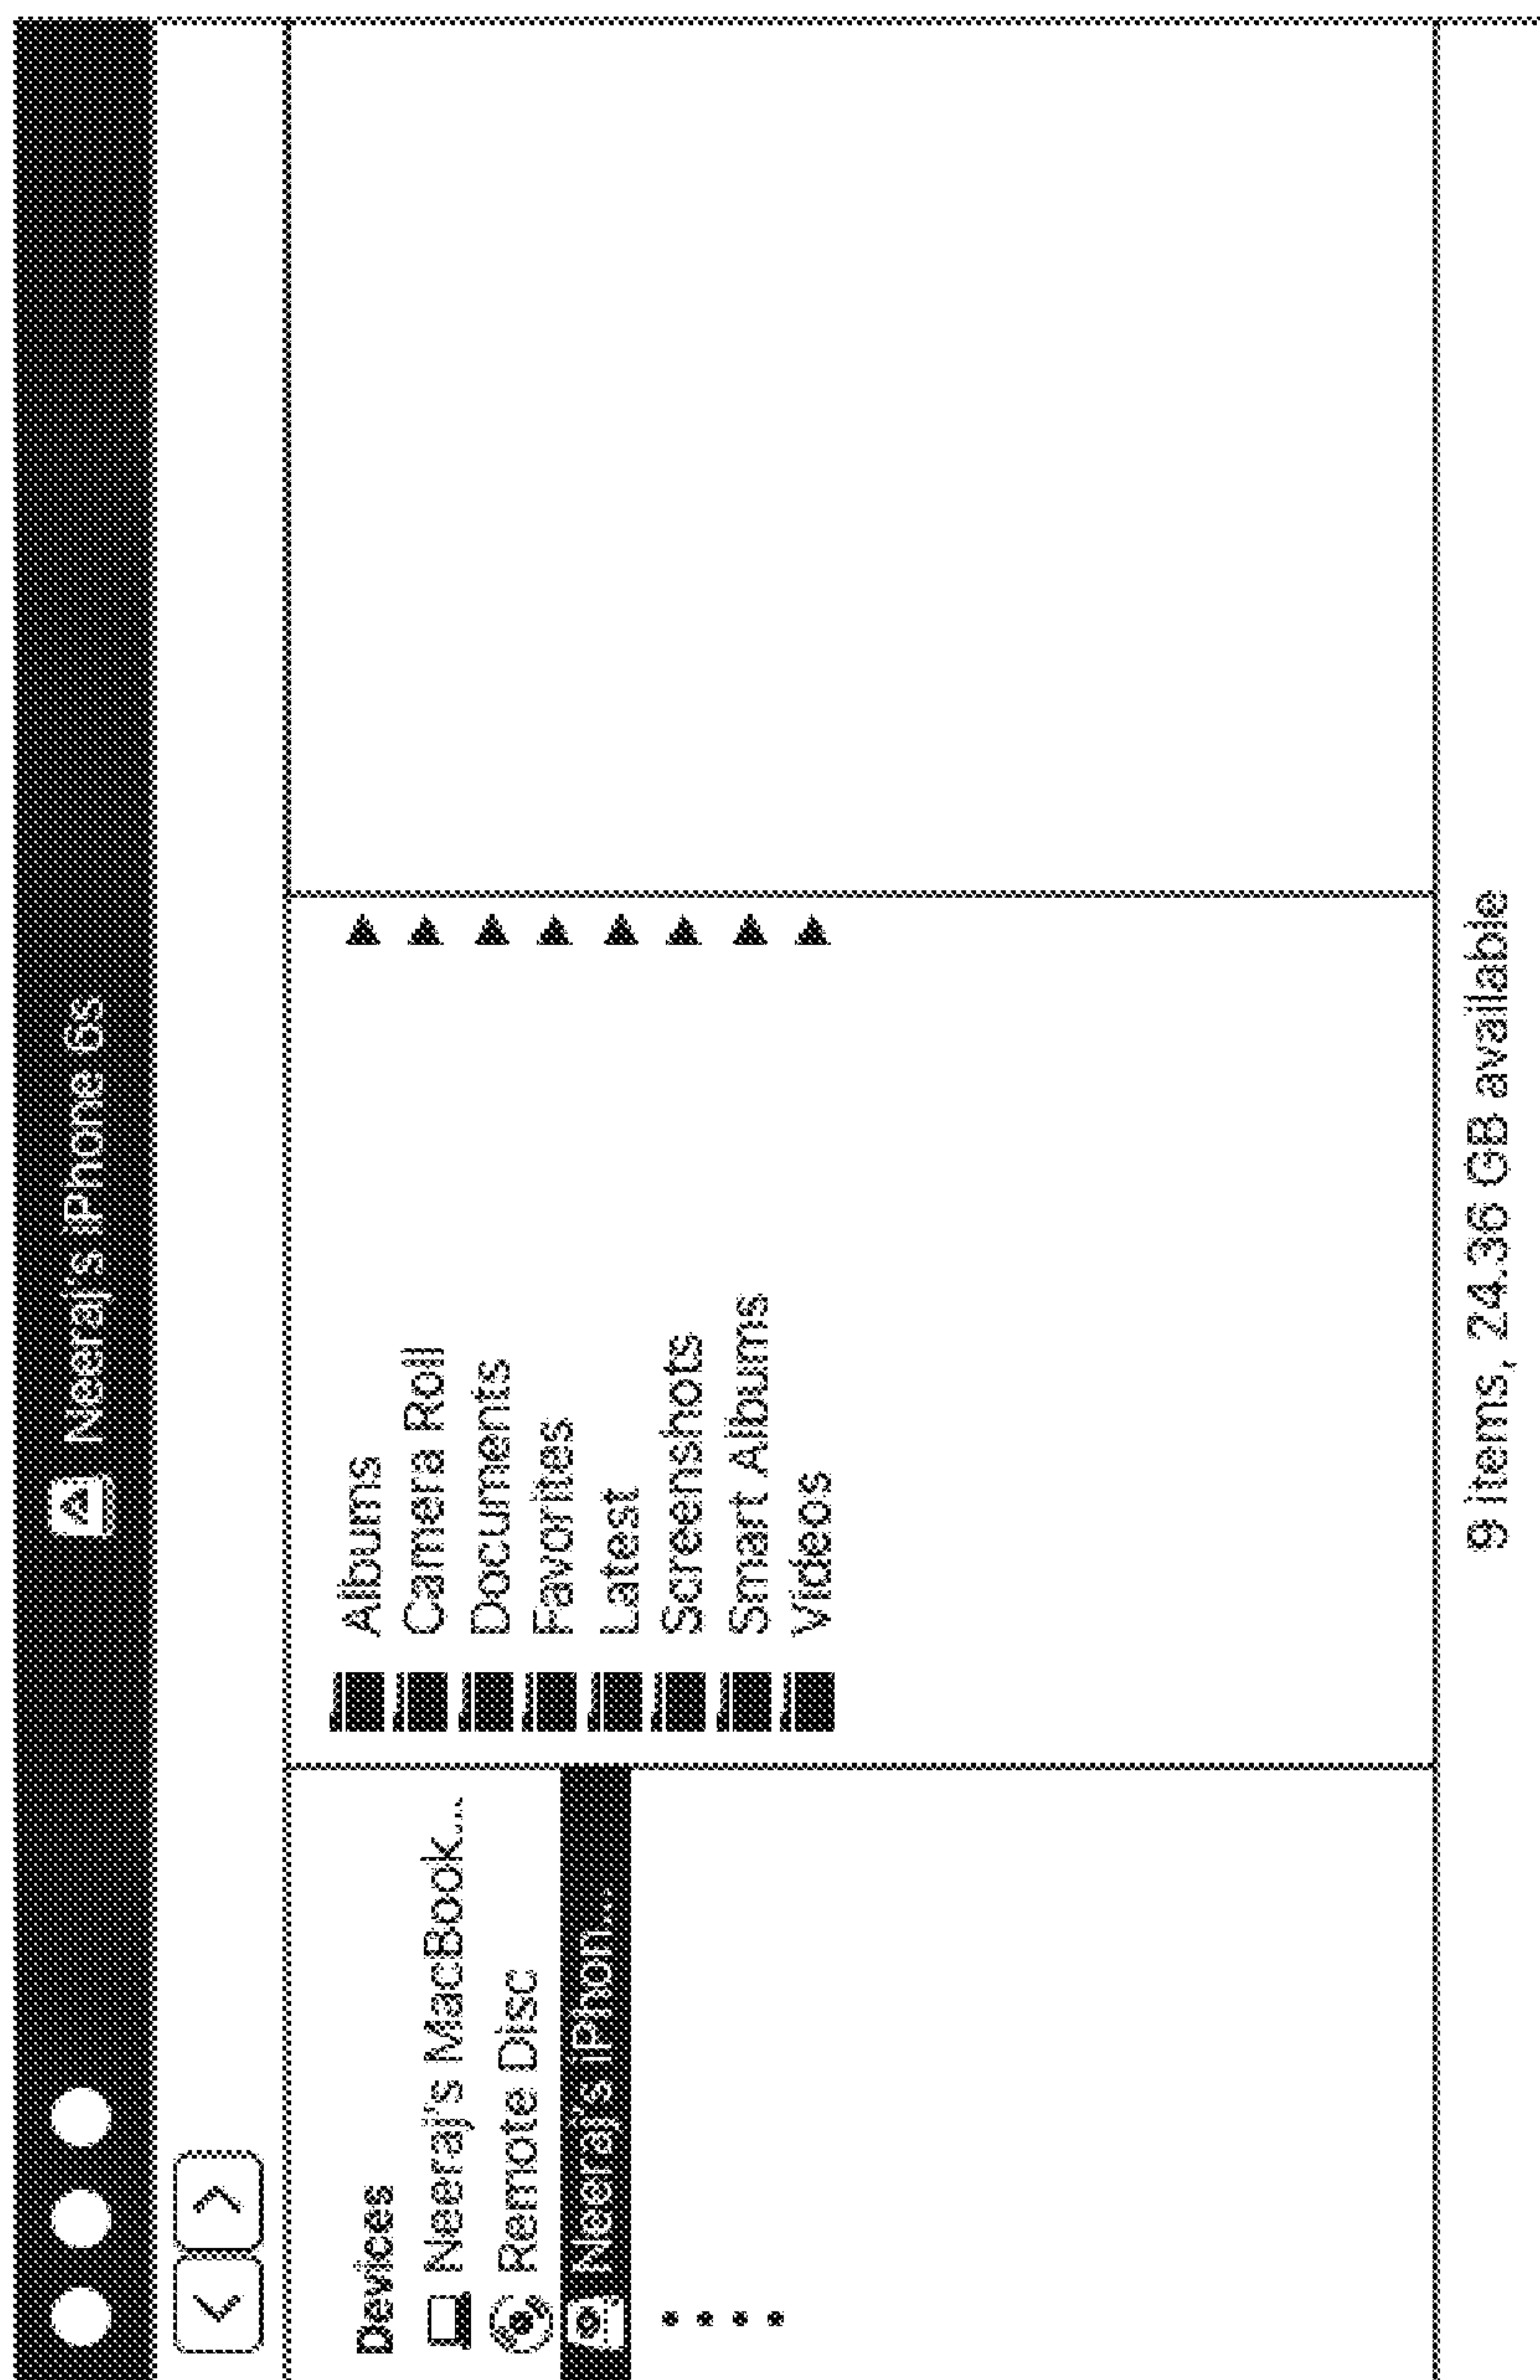 Neeraj's iPhone 6s
Devices
Neeraj's MacBook...
Remote Disc
Neeraj's iPhon...
Albums
Camera Roll
Documents
Favorites
Latest
Screenshots
Smart Albums
Videos
9 items, 24.36 GB available